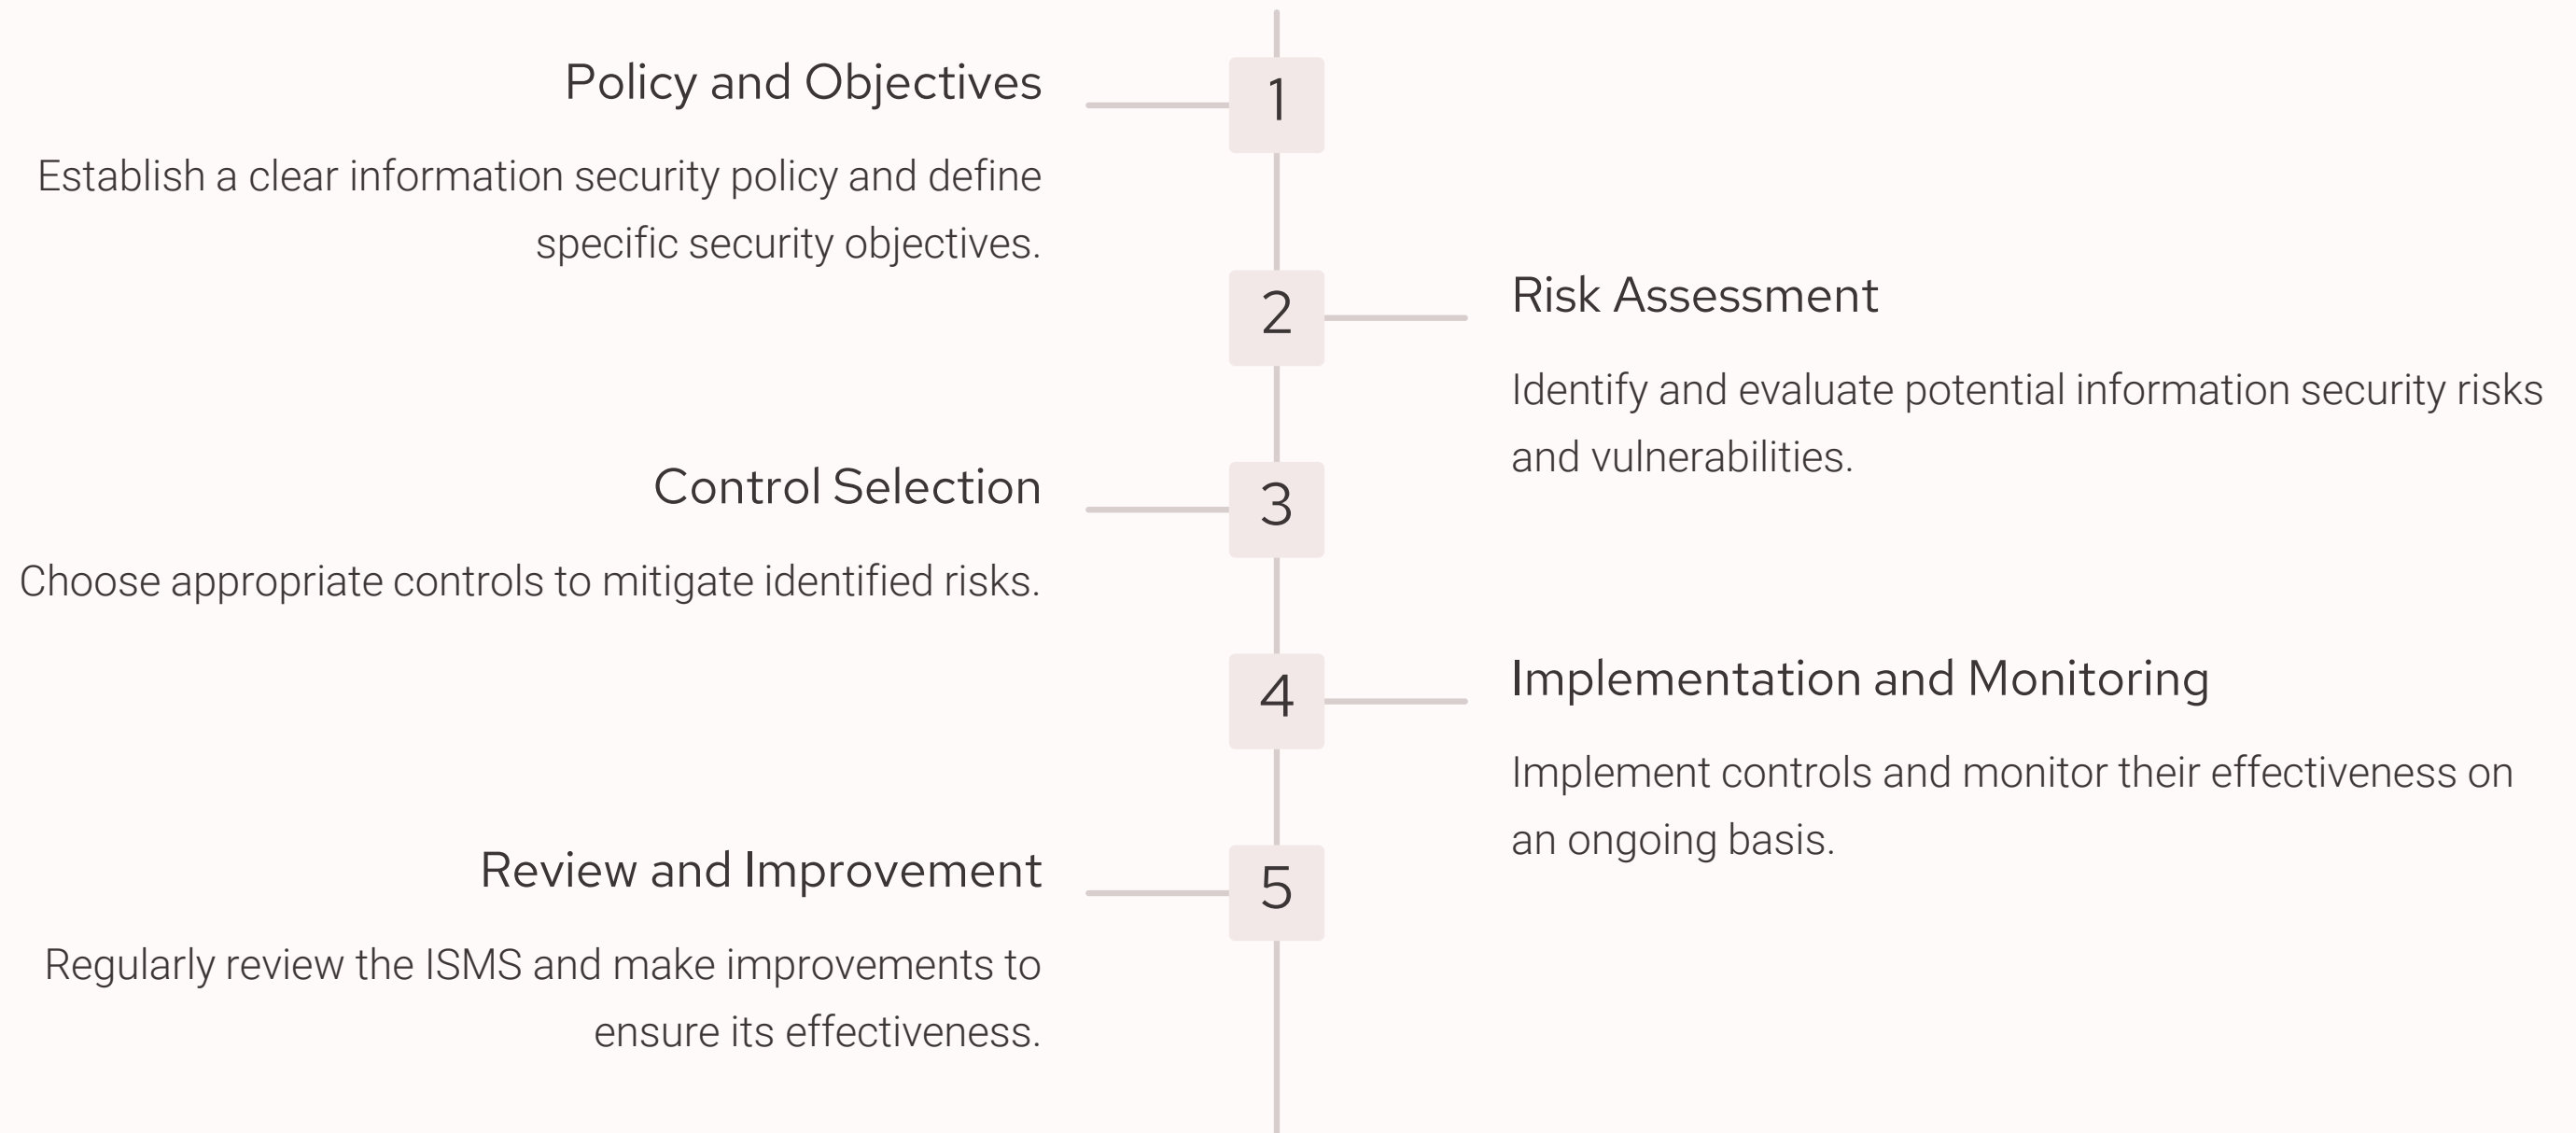 Policy and Objectives
1
Establish a clear information security policy and define
specific security objectives.
2
Risk Assessment
Identify and evaluate potential information security risks
and vulnerabilities.
Control Selection
3
Choose appropriate controls to mitigate identified risks.
4
Implementation and Monitoring
Implement controls and monitor their effectiveness on
an ongoing basis.
Review and Improvement
5
Regularly review the ISMS and make improvements to
ensure its effectiveness.